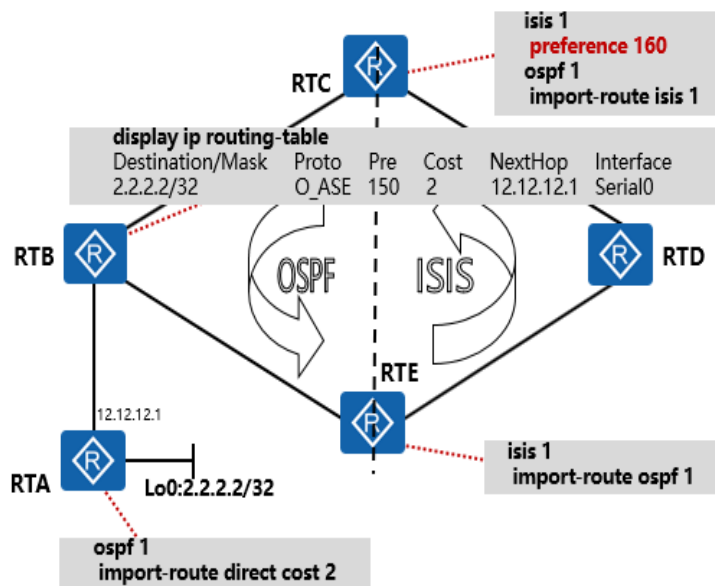 isis 1
preference 160
ospf 1
import-route isis 1
RTC
display ip routing-table
Destination/Mask Proto Pre Cost NextHop Interface
2.2.2.2/32 O_ASE 150 2 12.12.12.1 Serial0
RTB
OSPF
ISIS
RTD
RTE
12.12.12.1
RTA
Lo0:2.2.2.2/32
isis 1
import-route ospf 1
ospf 1
import-route direct cost 2
R
R
R
R
R